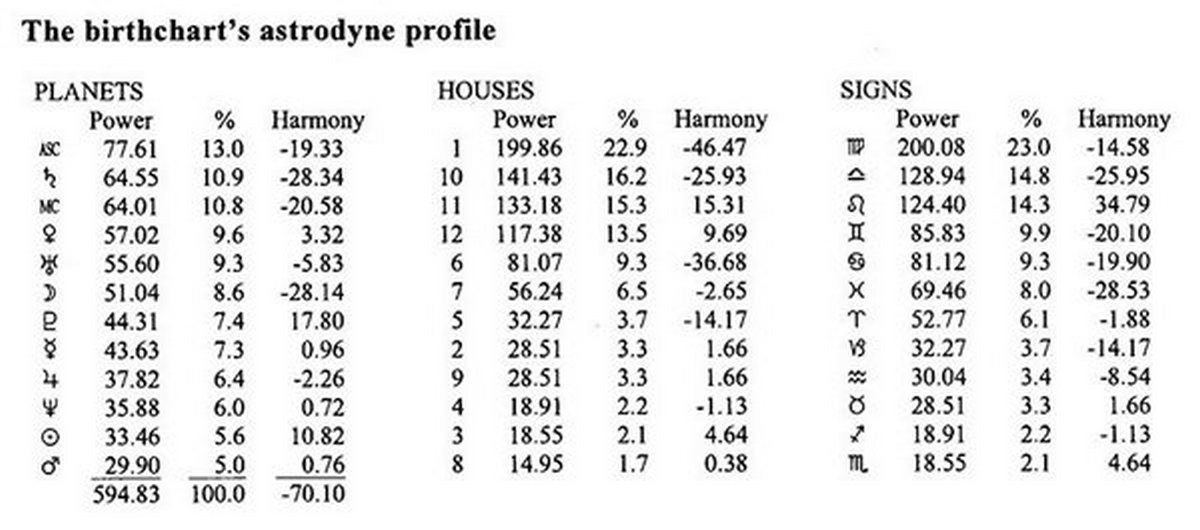 The birthchart's astrodyne profile
PLANETS HOUSES SIGNS
Power % Harmony Power % Harmony Power % Harmony
ASC 77.61 13.0 -19.33 1 199.86 22.9 -46.47 ♍ 200.08 23.0 -14.58
♄ 64.55 10.9 -28.34 10 141.43 16.2 -25.93 ♎ 128.94 14.8 -25.95
MC 64.01 10.8 -20.58 11 133.18 15.3 15.31 ♌ 124.40 14.3 34.79
♀ 57.02 9.6 3.32 12 117.38 13.5 9.69 ♊ 85.83 9.9 -20.10
♅ 55.60 9.3 -5.83 6 81.07 9.3 -36.68 ♋ 81.12 9.3 -19.90
☽ 51.04 8.6 -28.14 7 56.24 6.5 -2.65 ♓ 69.46 8.0 -28.53
♇ 44.31 7.4 17.80 5 32.27 3.7 -14.17 ♈ 52.77 6.1 -1.88
☿ 43.63 7.3 0.96 2 28.51 3.3 1.66 ♑ 32.27 3.7 -14.17
♃ 37.82 6.4 -2.26 9 28.51 3.3 1.66 ♒ 30.04 3.4 -8.54
♆ 35.88 6.0 0.72 4 18.91 2.2 -1.13 ♉ 28.51 3.3 1.66
☉ 33.46 5.6 10.82 3 18.55 2.1 4.64 ♐ 18.91 2.2 -1.13
♂ 29.90 5.0 0.76 8 14.95 1.7 0.38 ♏ 18.55 2.1 4.64
594.83 100.0 -70.10